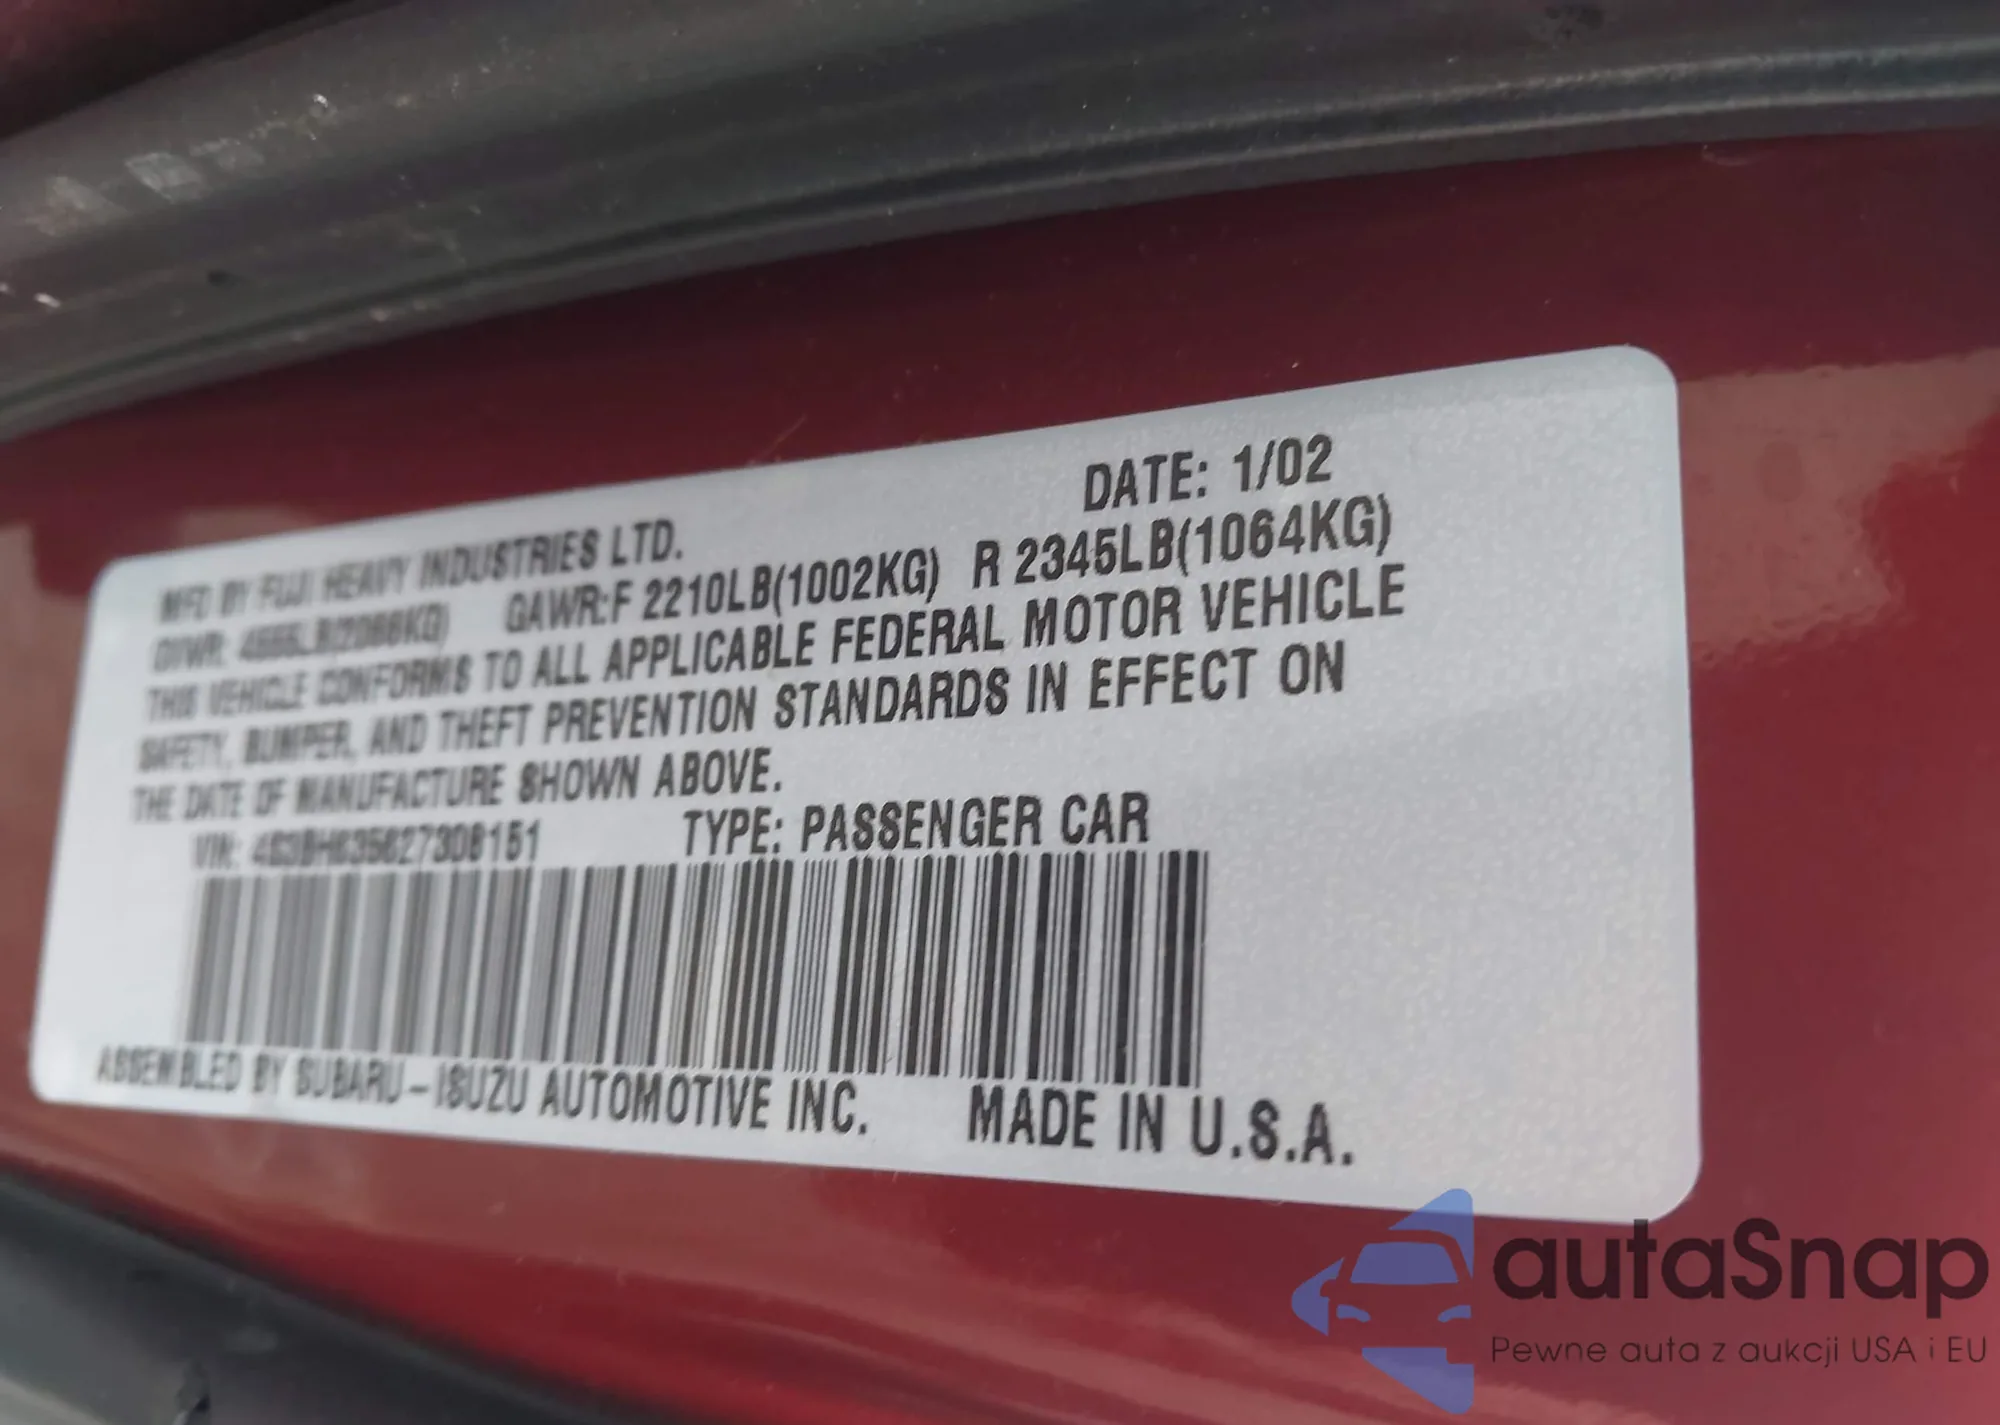 DATE: 1/02
MFD BY FUJI HEAVY INDUSTRIES LTD.
GAWR:F 2210LB(1002KG) R 2345LB(1064KG)
THIS VEHICLE CONFORMS TO ALL APPLICABLE FEDERAL MOTOR VEHICLE
SAFETY, BUMPER, AND THEFT PREVENTION STANDARDS IN EFFECT ON
THE DATE OF MANUFACTURE SHOWN ABOVE.
VIN: TYPE: PASSENGER CAR
ASSEMBLED BY SUBARU-ISUZU AUTOMOTIVE INC. MADE IN U.S.A.
autaSnap
Pewne auta z aukcji USA i EU